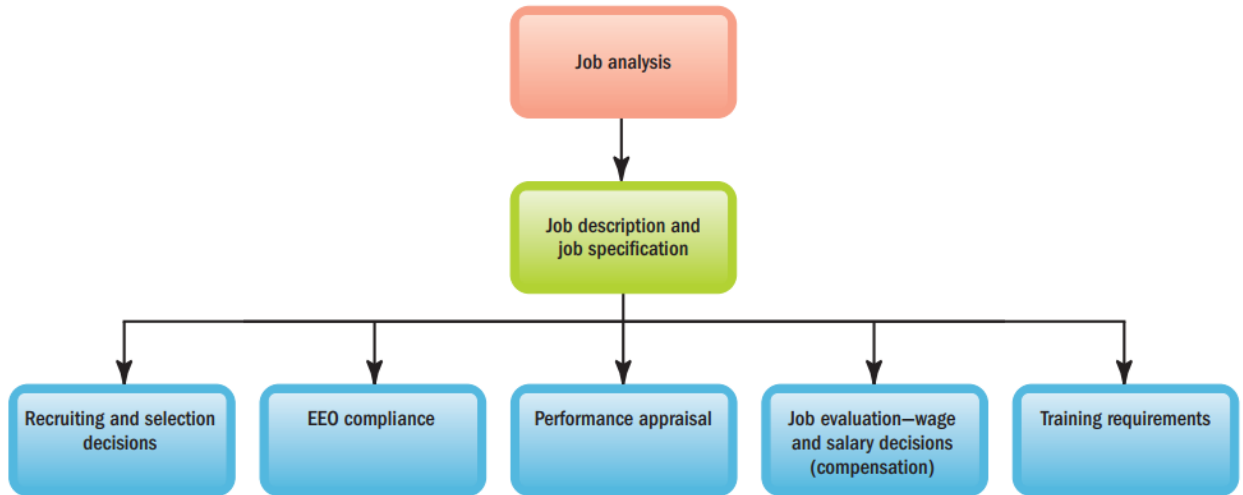 Job analysis
Job description and
job specification
Recruiting and selection
decisions
EEO compliance
Performance appraisal
Job evaluation—wage
and salary decisions
(compensation)
Training requirements